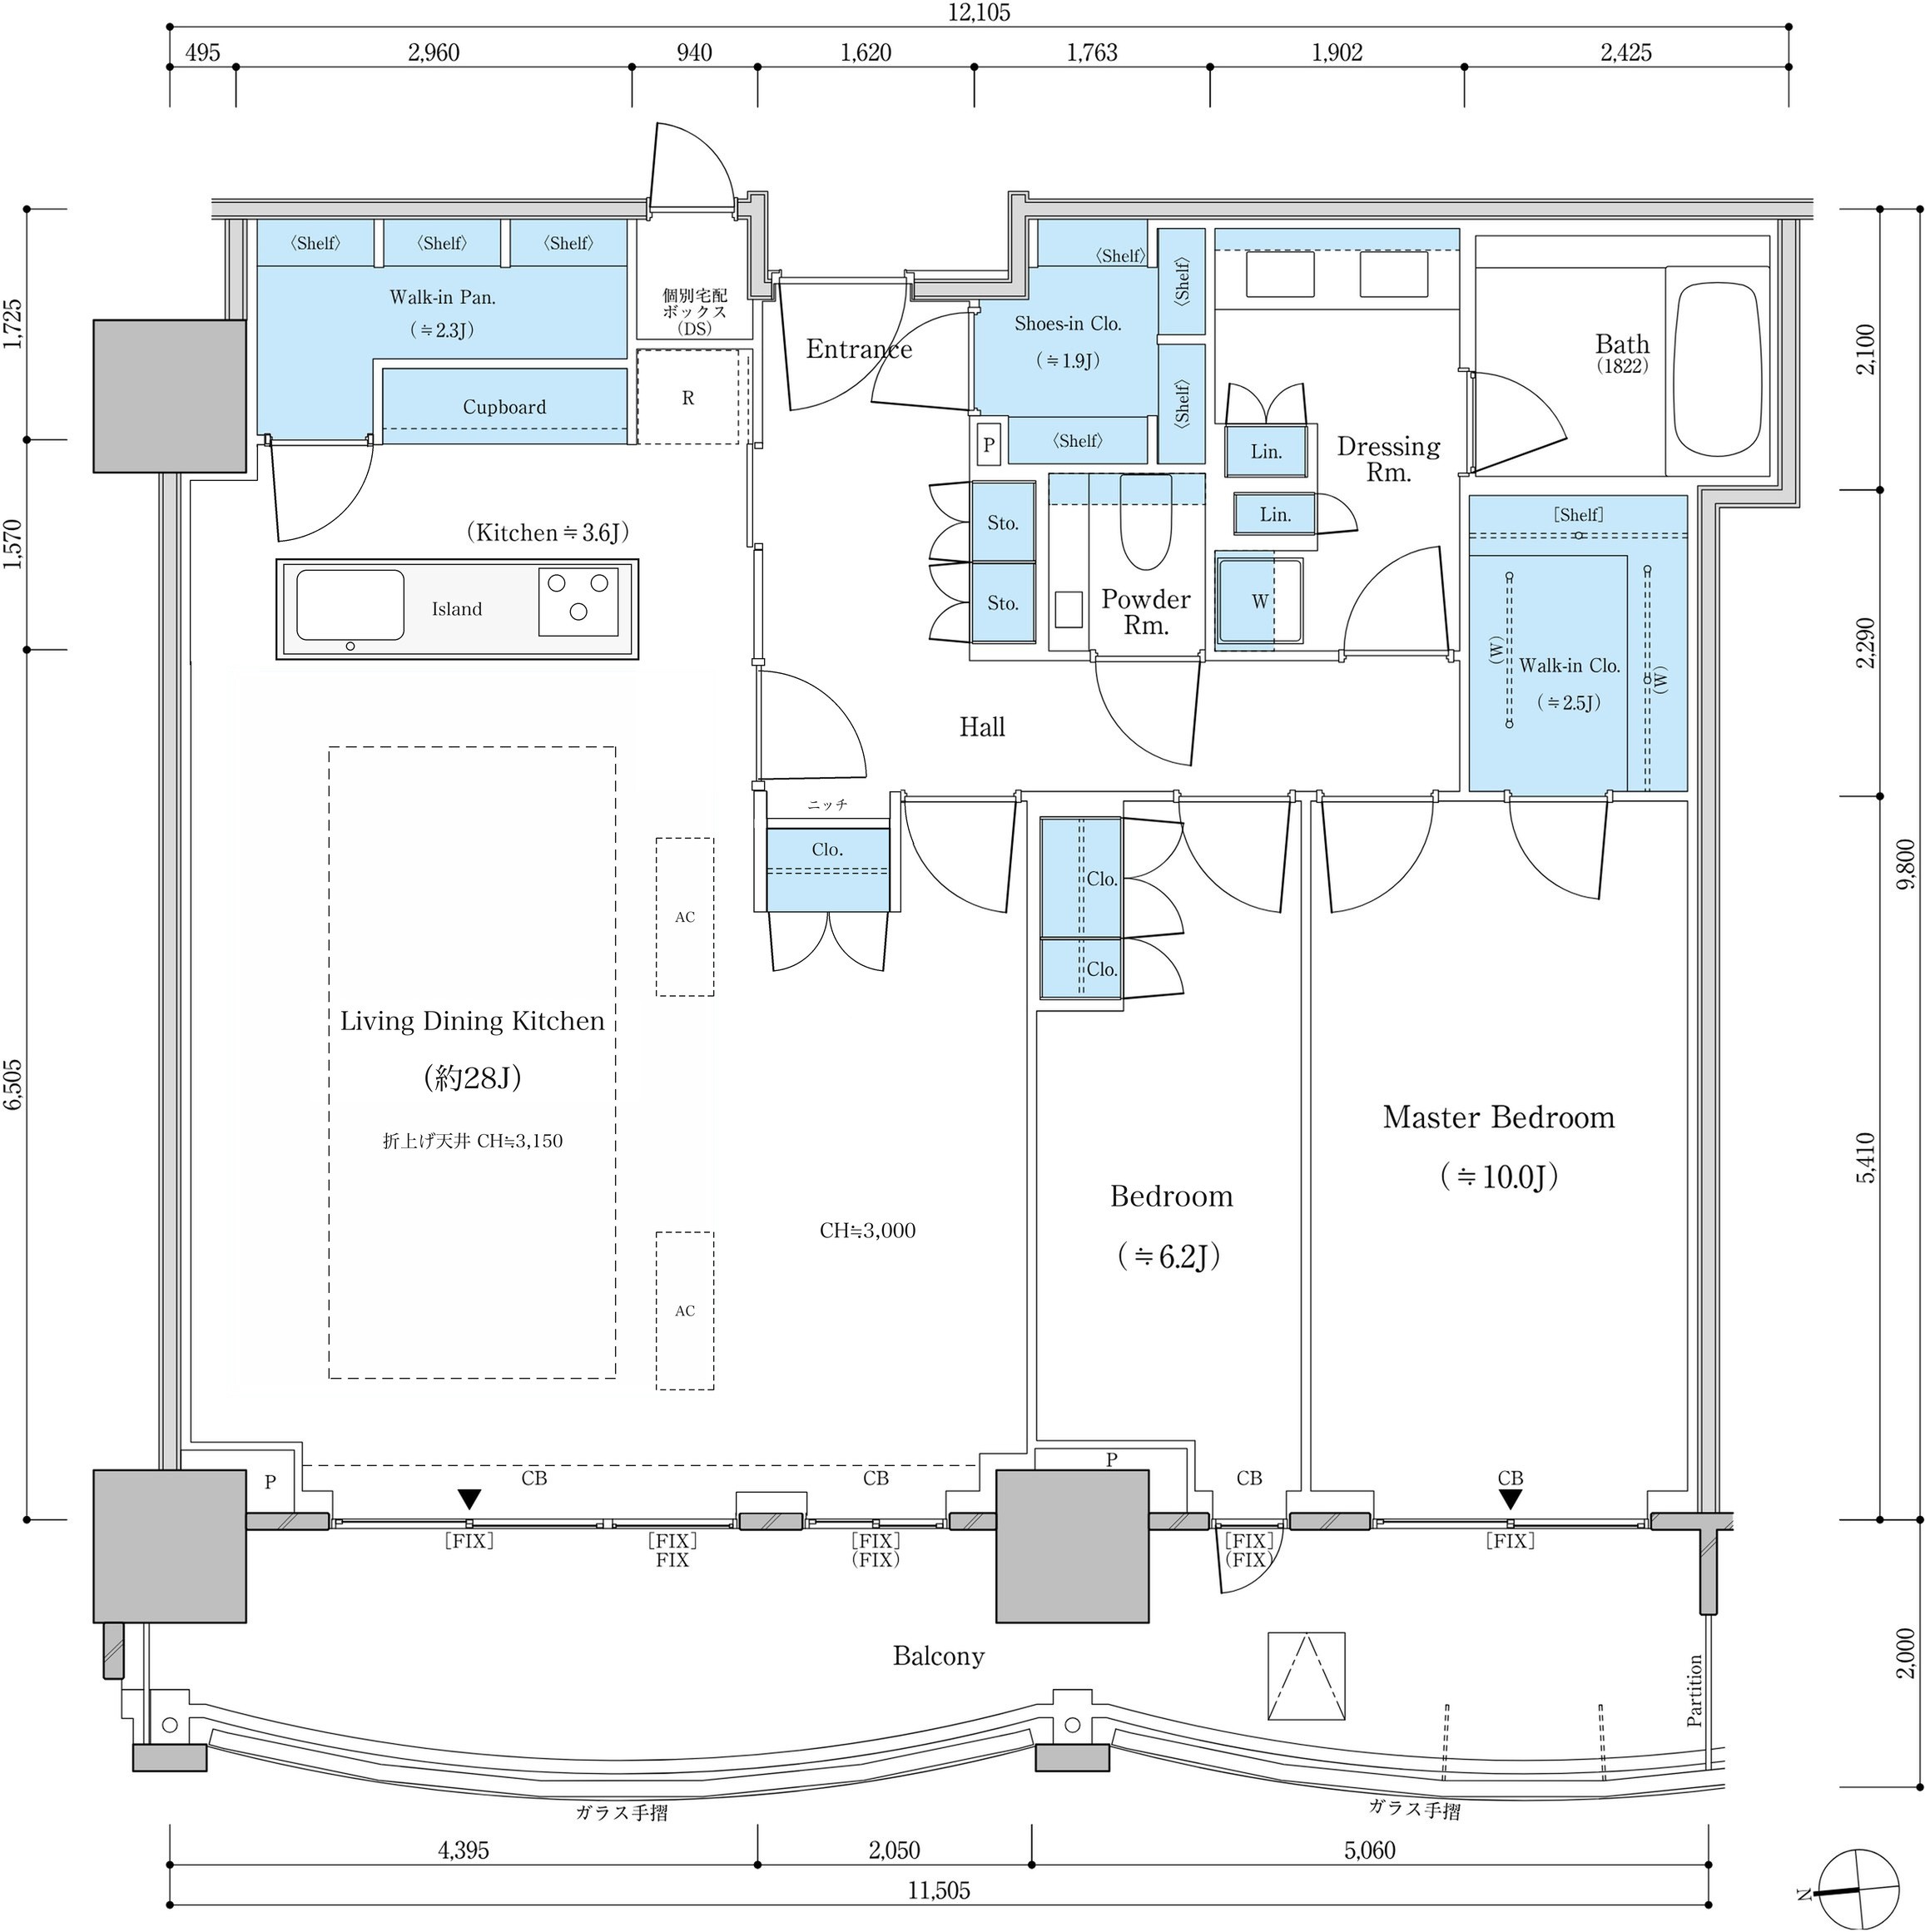 12,105
495
2,960
940
1,620
1,763
1,902
2,425
〈Shelf〉
〈Shelf〉
〈Shelf〉
Walk-in Pan.
(≒2.3J)
個別宅配
ボックス
(DS)
Cupboard
R
Entrance
〈Shelf〉
〈Shelf〉
Shoes-in Clo.
(≒1.9J)
〈Shelf〉
〈Shelf〉
P
Bath
(1822)
Lin.
Lin.
Dressing
Rm.
Sto.
Sto.
Powder
Rm.
W
[Shelf]
(W)
(W)
Walk-in Clo.
(≒2.5J)
(Kitchen≒3.6J)
Island
Hall
ニッチ
Clo.
Clo.
Clo.
AC
AC
Living Dining Kitchen
(約28J)
折上げ天井 CH≒3,150
CH≒3,000
Bedroom
(≒6.2J)
Master Bedroom
(≒10.0J)
P
CB
CB
P
CB
CB
[FIX]
[FIX]
FIX
[FIX]
(FIX)
[FIX]
(FIX)
[FIX]
Balcony
Partition
ガラス手摺
ガラス手摺
1,725
1,570
6,505
2,100
2,290
5,410
9,800
2,000
4,395
2,050
5,060
11,505
N